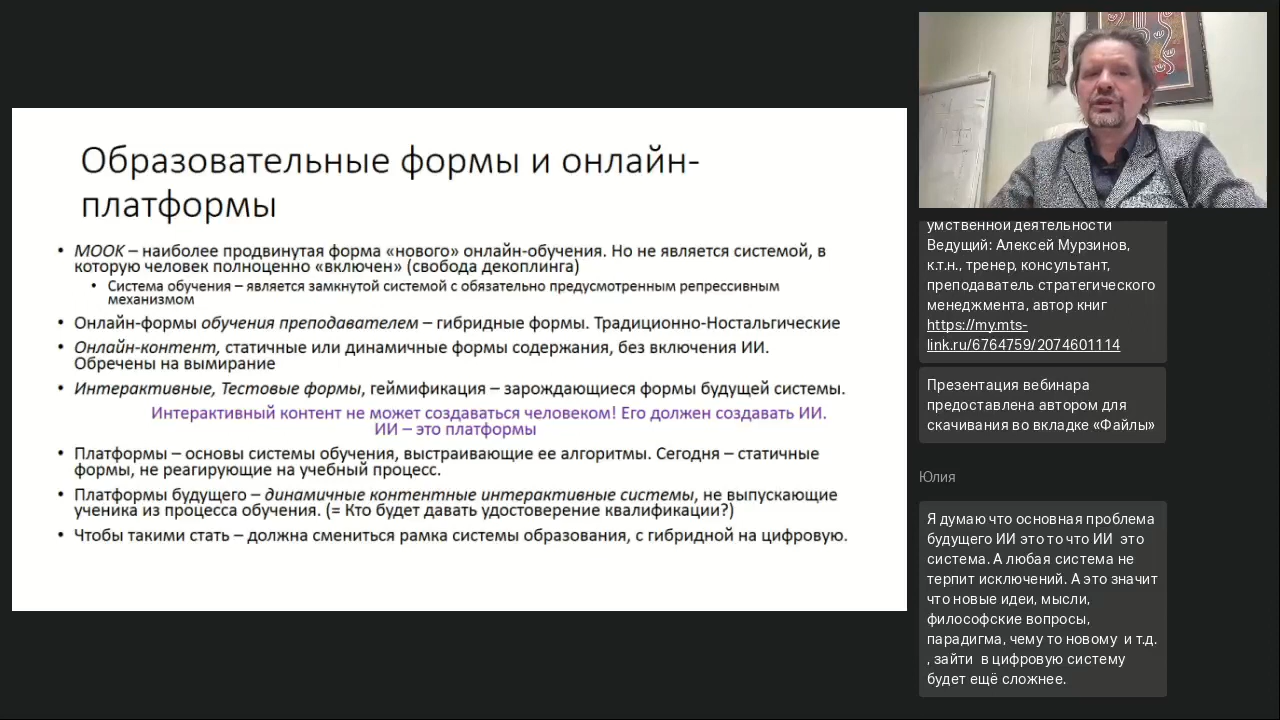 Образовательные формы и онлайн-
платформы
• МООК – наиболее продвинутая форма «нового» онлайн-обучения. Но не является системой, в
которую человек полноценно «включен» (свобода декоплинга)
• Система обучения – является замкнутой системой с обязательно предусмотренным репрессивным
механизмом
• Онлайн-формы обучения преподавателем – гибридные формы. Традиционно-Ностальгические
• Онлайн-контент, статичные или динамичные формы содержания, без включения ИИ.
Обречены на вымирание
• Интерактивные, Тестовые формы, геймификация – зарождающиеся формы будущей системы.
Интерактивный контент не может создаваться человеком! Его должен создавать ИИ.
ИИ – это платформы
• Платформы – основы системы обучения, выстраивающие ее алгоритмы. Сегодня – статичные
формы, не реагирующие на учебный процесс.
• Платформы будущего – динамичные контентные интерактивные системы, не выпускающие
ученика из процесса обучения. (= Кто будет давать удостоверение квалификации?)
• Чтобы такими стать – должна смениться рамка системы образования, с гибридной на цифровую.
умственной деятельности
Ведущий: Алексей Мурзинов,
к.т.н., тренер, консультант,
преподаватель стратегического
менеджмента, автор книг
https://my.mts-
link.ru/6764759/2074601114
Презентация вебинара
предоставлена автором для
скачивания во вкладке «Файлы»
Юлия
Я думаю что основная проблема
будущего ИИ это то что ИИ  это
система. А любая система не
терпит исключений. А это значит
что новые идеи, мысли,
философские вопросы,
парадигма, чему то новому  и т.д.
, зайти  в цифровую систему
будет ещё сложнее.